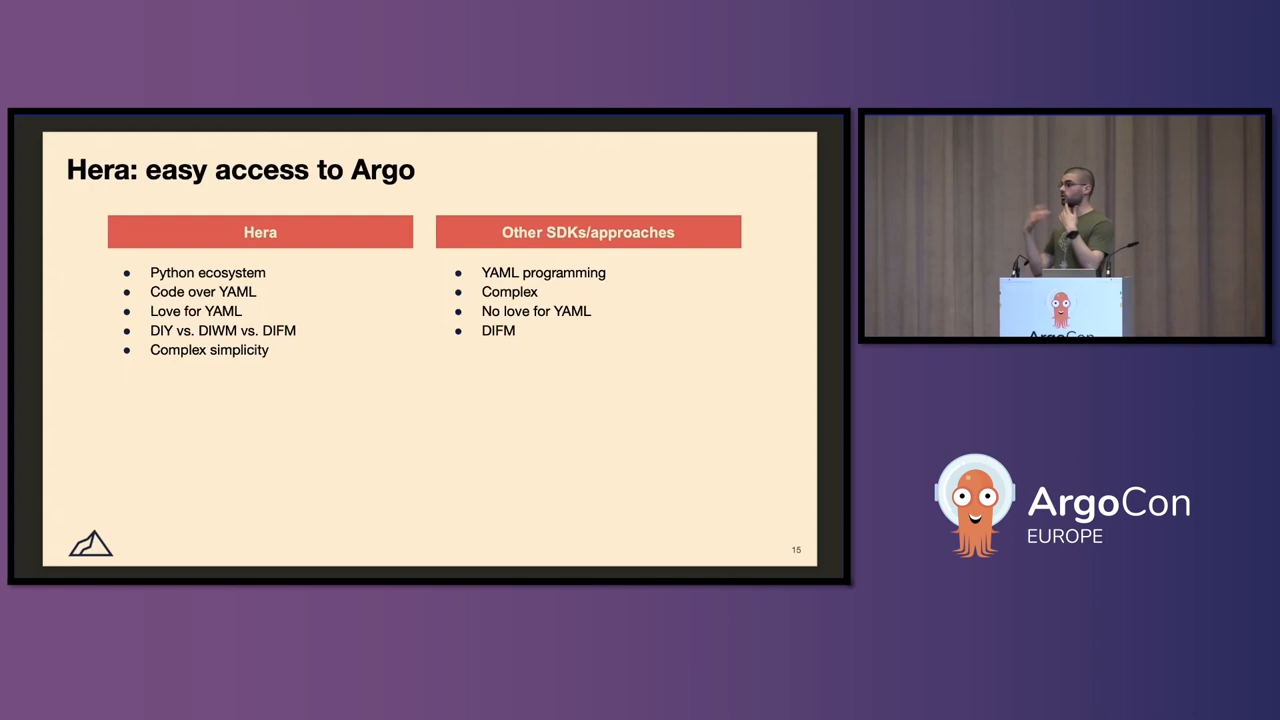 Hera: easy access to Argo
Hera
Python ecosystem
Code over YAML
Love for YAML
DIY vs. DIWM vs. DIFM
Complex simplicity
Other SDKs/approaches
YAML programming
Complex
No love for YAML
DIFM
15
ArgoCon
ArgoCon
EUROPE